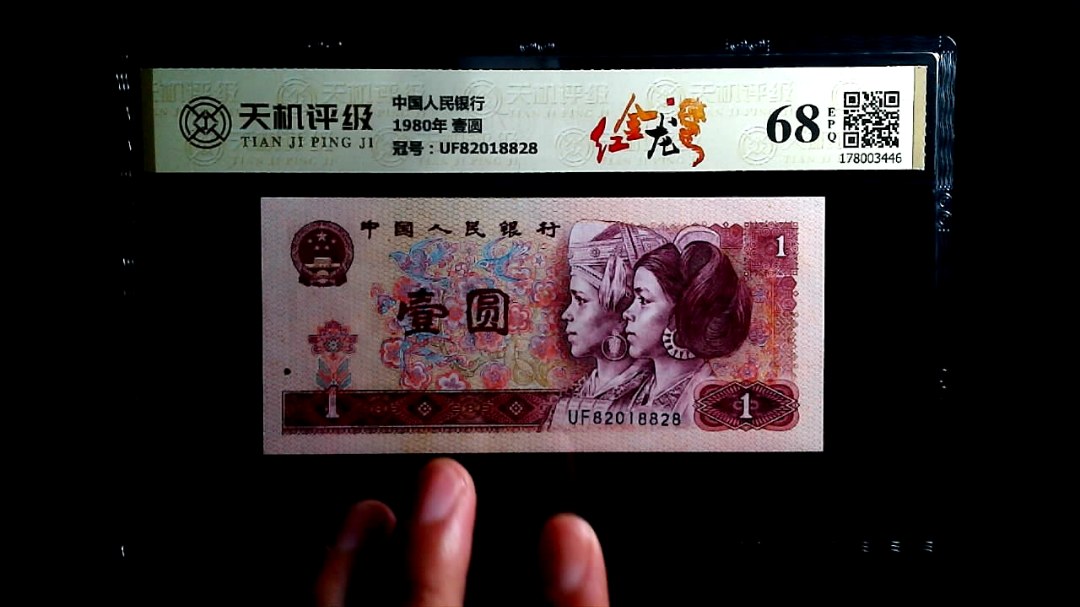 天机评级
TIAN JI PING JI
中国人民银行
1980年 壹圆
冠号：UF82018828
红金龙
68
EPQ
178003446
中国人民银行
1
壹圆
1
UF82018828
1